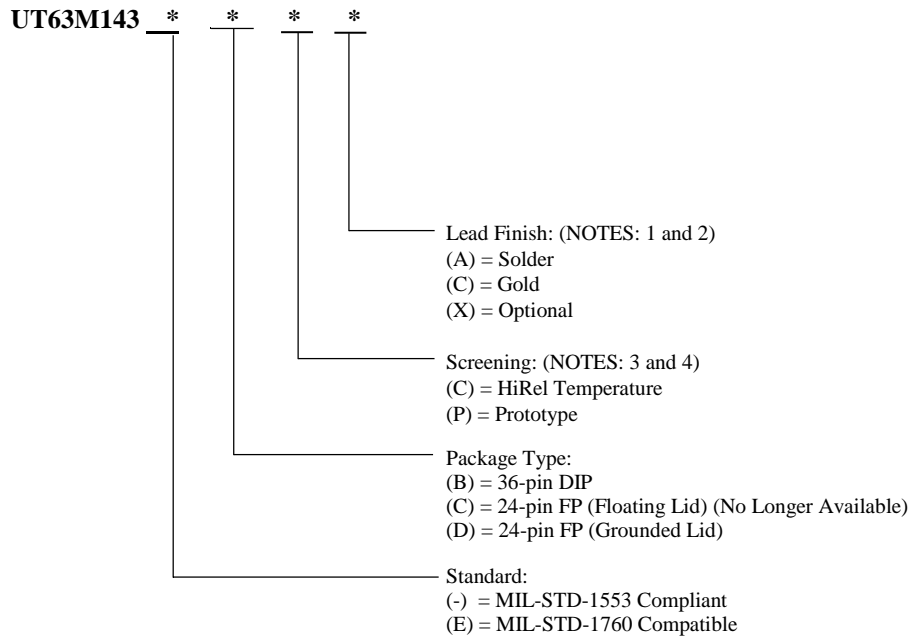 UT63M143 * * * *
Lead Finish: (NOTES: 1 and 2)
(A) = Solder
(C) = Gold
(X) = Optional
Screening: (NOTES: 3 and 4)
(C) = HiRel Temperature
(P) = Prototype
Package Type:
(B) = 36-pin DIP
(C) = 24-pin FP (Floating Lid) (No Longer Available)
(D) = 24-pin FP (Grounded Lid)
Standard:
(-) = MIL-STD-1553 Compliant
(E) = MIL-STD-1760 Compatible